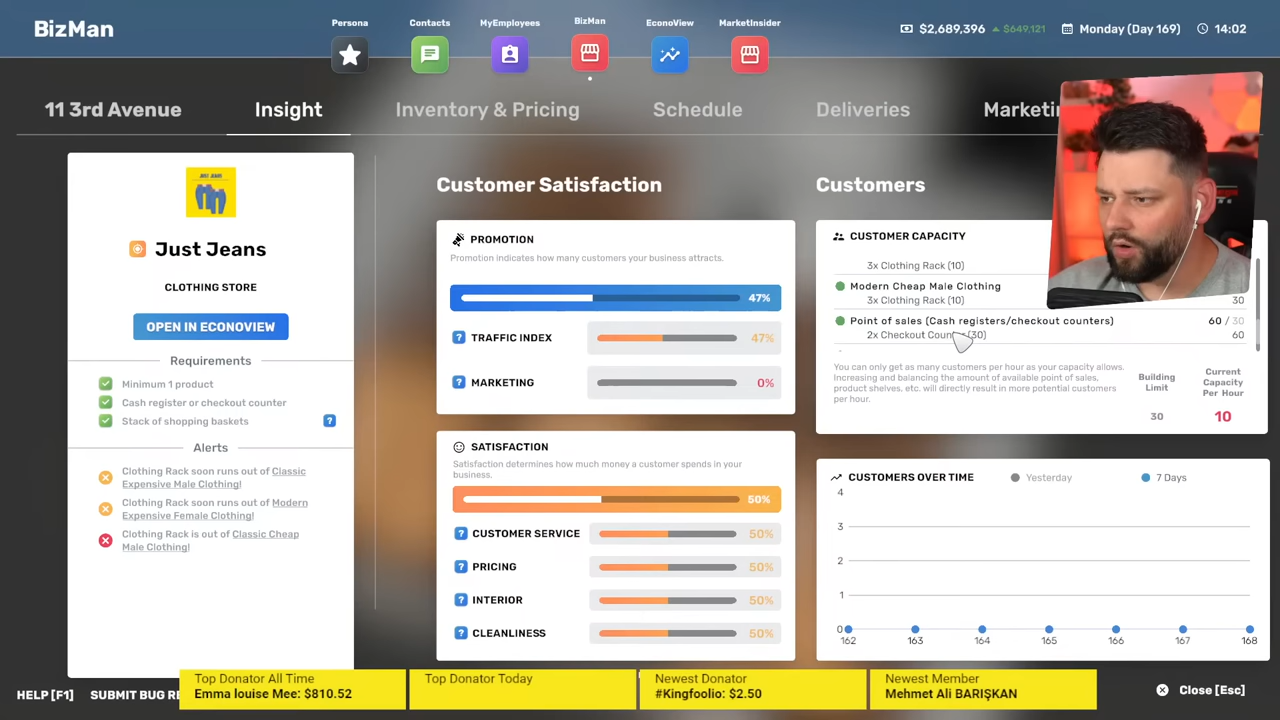 BizMan
Persona
Contacts
MyEmployees
BizMan
EconoView
MarketInsider
$2,689,396 ▲ $649,121
Monday (Day 169)
14:02
11 3rd Avenue
Insight
Inventory & Pricing
Schedule
Deliveries
JUST JEANS
Just Jeans
CLOTHING STORE
OPEN IN ECONOVIEW
Requirements
Minimum 1 product
Cash register or checkout counter
Stack of shopping baskets
?
Alerts
Clothing Rack soon runs out of Classic
Expensive Male Clothing!
Clothing Rack soon runs out of Modern
Expensive Female Clothing!
Clothing Rack is out of Classic Cheap
Male Clothing!
Customer Satisfaction
PROMOTION
Promotion indicates how many customers your business attracts.
47%
? TRAFFIC INDEX 47%
? MARKETING 0%
SATISFACTION
Satisfaction determines how much money a customer spends in your
business.
50%
? CUSTOMER SERVICE 50%
? PRICING 50%
? INTERIOR 50%
? CLEANLINESS 50%
Customers
CUSTOMER CAPACITY
3x Clothing Rack (10)
Modern Cheap Male Clothing
3x Clothing Rack (10) 30
Point of sales (Cash registers/checkout counters) 60 / 30
2x Checkout (30) 60
You can only get as many customers per hour as your capacity allows.
Increasing and balancing the amount of available point of sales,
product shelves, etc. will directly result in more potential customers
per hour.
Building
Limit
30
Current
Capacity
Per Hour
10
CUSTOMERS OVER TIME
Yesterday
7 Days
4
3
2
1
0
162 163 164 165 166 167 168
HELP [F1]
SUBMIT BUG
Top Donator All Time
Emma louise Mee: $810.52
Top Donator Today
Newest Donator
#Kingfoolio: $2.50
Newest Member
Mehmet Ali BARIŞKAN
Close [Esc]